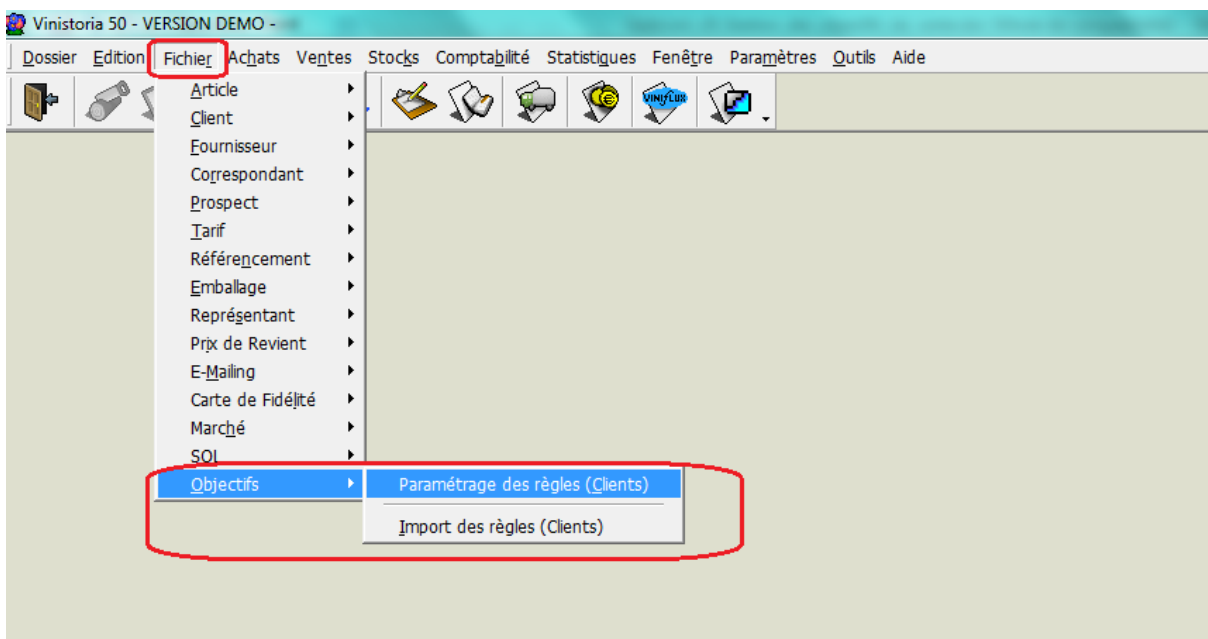 Vinistoria 50 - VERSION DEMO -
Dossier Edition Fichier Achats Ventes Stocks Comptabilité Statistiques Fenêtre Paramètres Outils Aide
VINIFLUX
Article
Client
Fournisseur
Correspondant
Prospect
Tarif
Référencement
Emballage
Représentant
Prix de Revient
E-Mailing
Carte de Fidélité
Marché
SQL
Objectifs
Paramétrage des règles (Clients)
Import des règles (Clients)